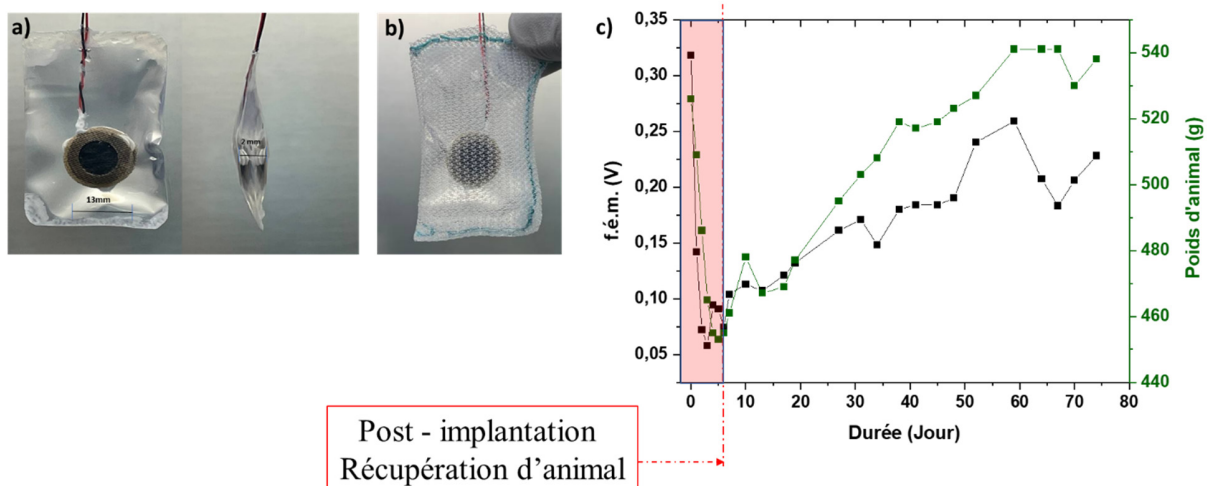 a)
13mm
2 mm
b)
c)
0,35
0,30
0,25
0,20
0,15
0,10
0,05
f.é.m. (V)
540
520
500
480
460
440
Poids d'animal (g)
0 10 20 30 40 50 60 70 80
Durée (Jour)
Post - implantation
Récupération d’animal